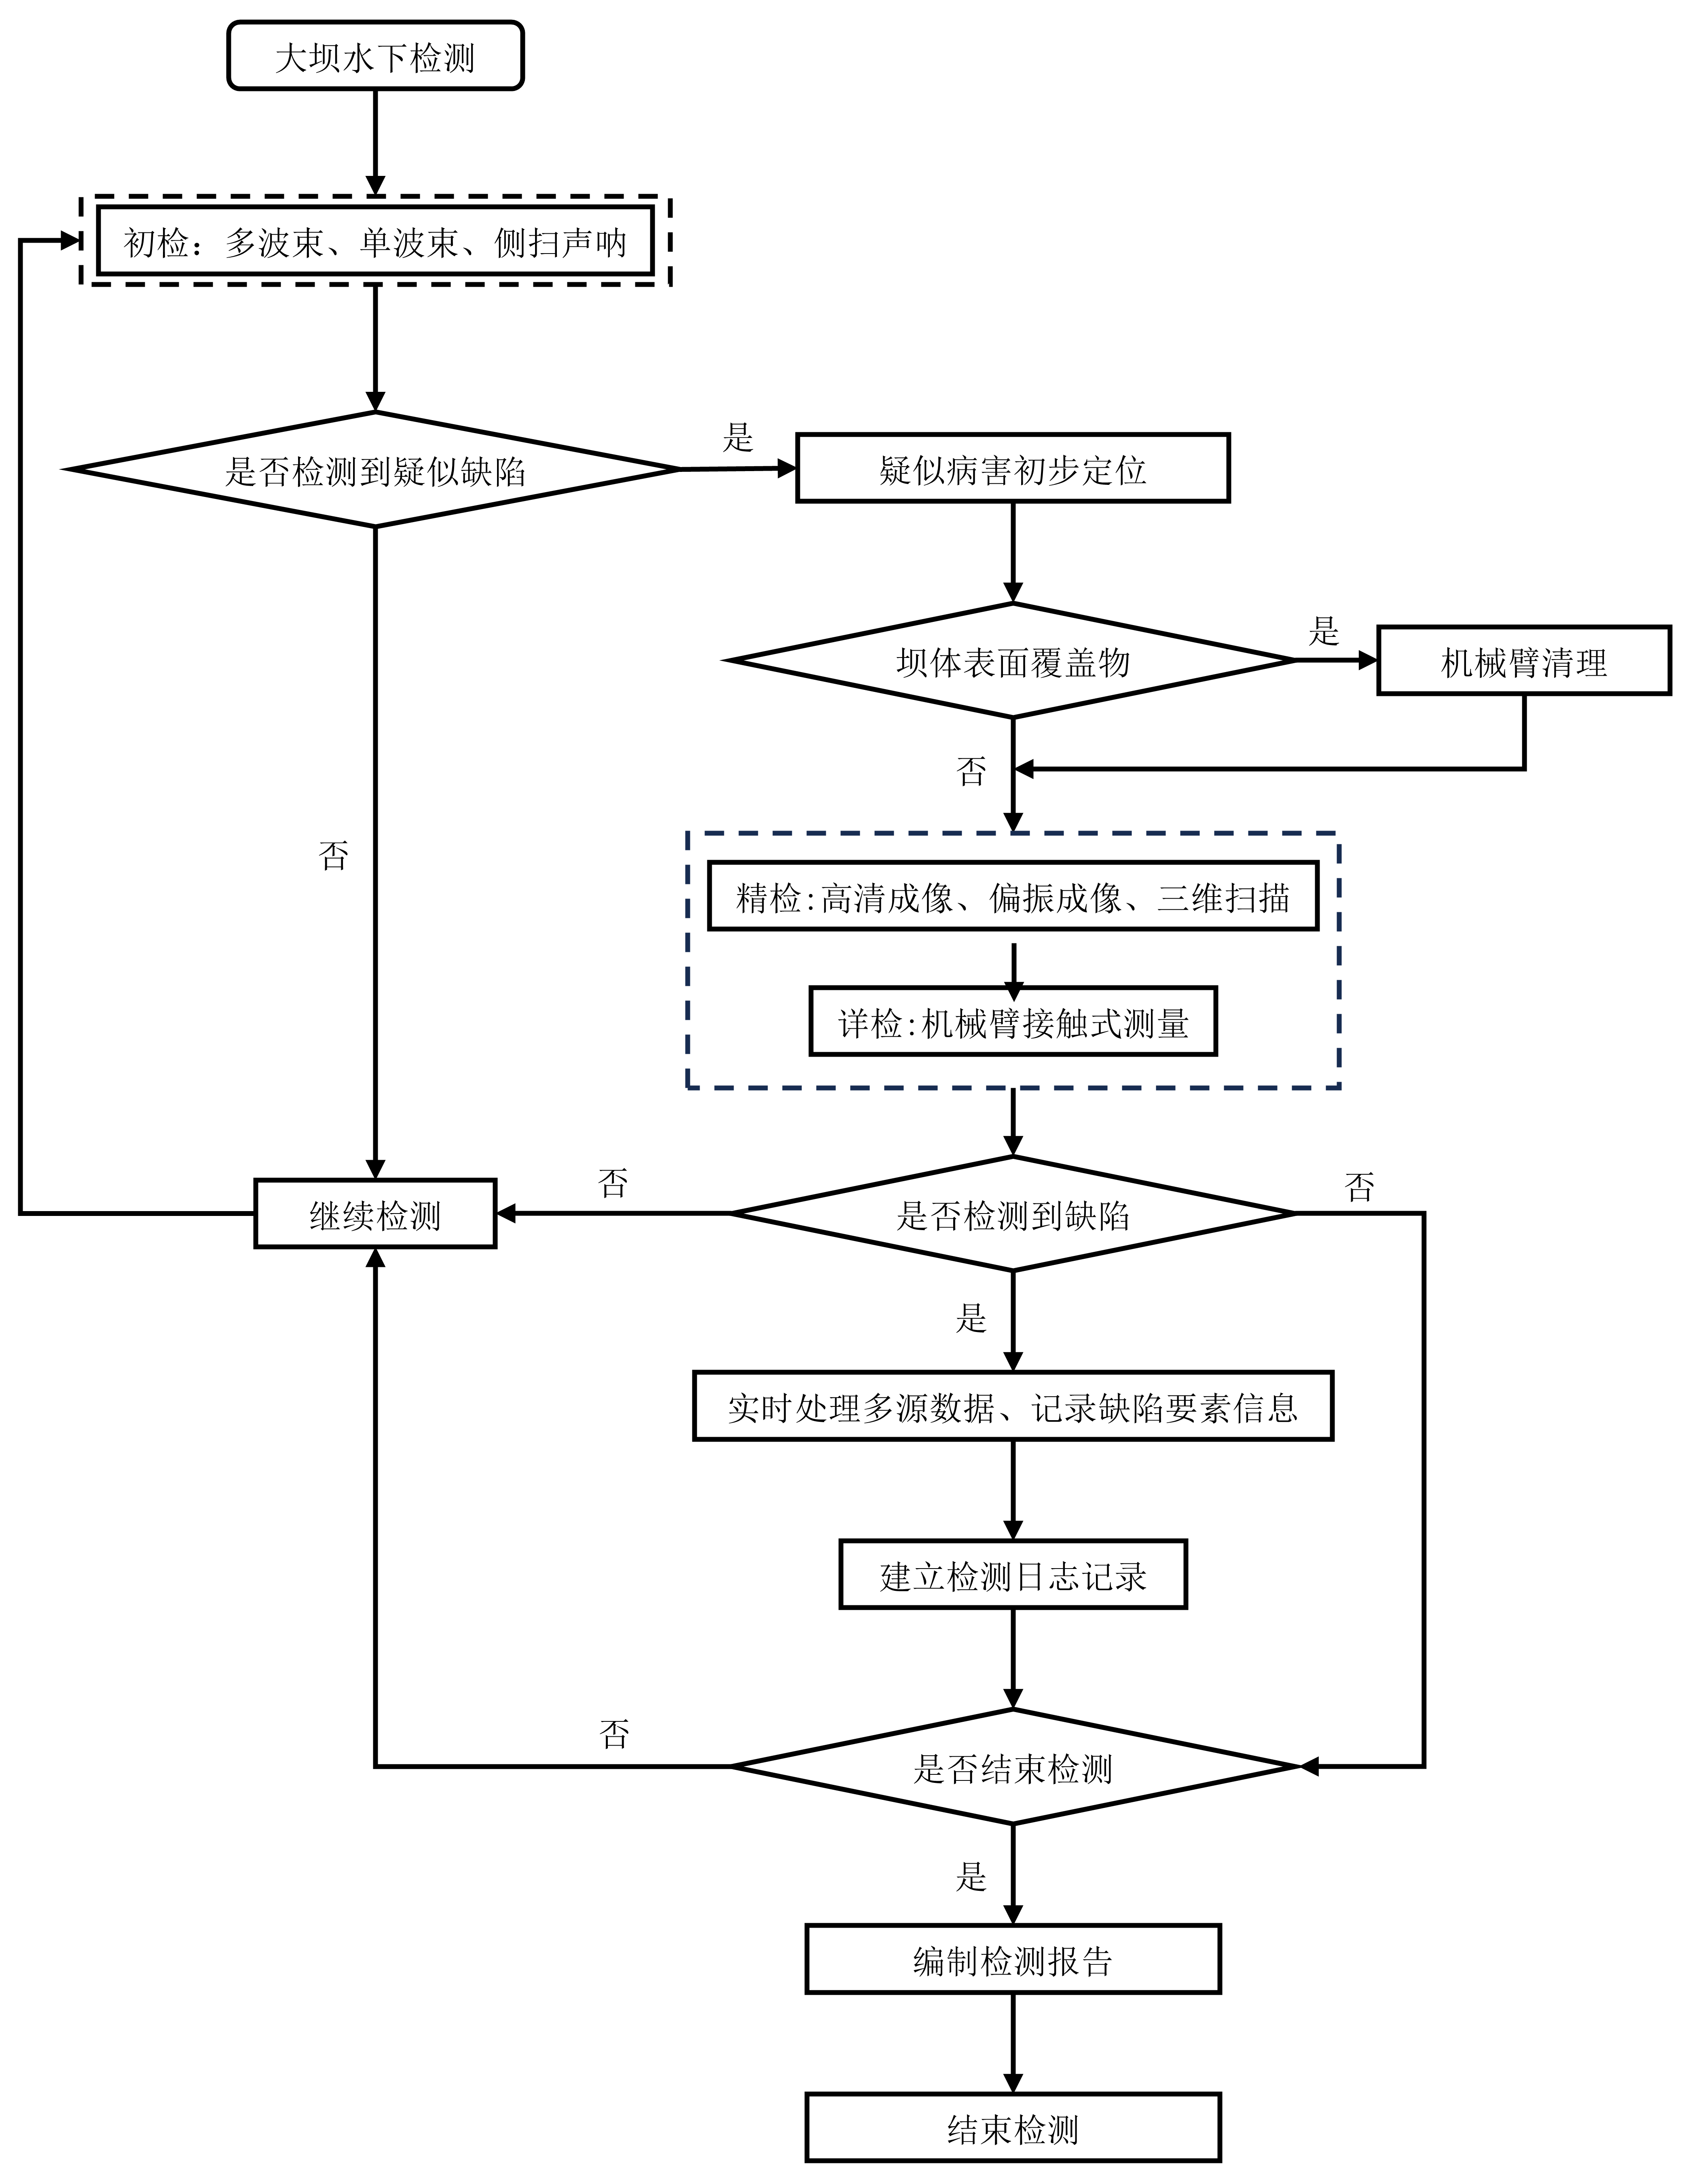 大坝水下检测
初检：多波束、单波束、侧扫声呐
是否检测到疑似缺陷
是
疑似病害初步定位
坝体表面覆盖物
是
机械臂清理
否
否
精检:高清成像、偏振成像、三维扫描
详检:机械臂接触式测量
继续检测
否
是否检测到缺陷
否
是
实时处理多源数据、记录缺陷要素信息
建立检测日志记录
否
是否结束检测
是
编制检测报告
结束检测